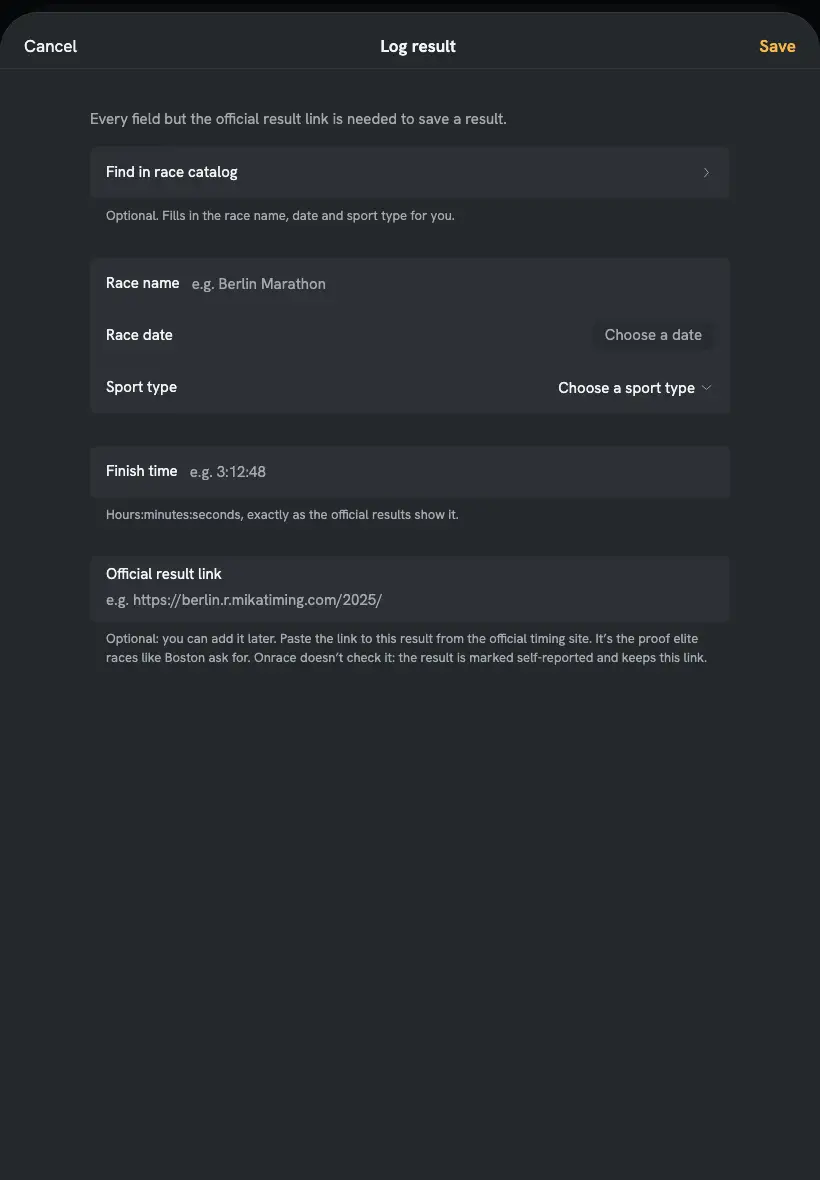 Cancel
Log result
Save
Every field but the official result link is needed to save a result.
Find in race catalog
Optional. Fills in the race name, date and sport type for you.
Race name e.g. Berlin Marathon
Race date Choose a date
Sport type Choose a sport type
Finish time e.g. 3:12:48
Hours:minutes:seconds, exactly as the official results show it.
Official result link
e.g. https://berlin.r.mikatiming.com/2025/
Optional: you can add it later. Paste the link to this result from the official timing site. It’s the proof elite
races like Boston ask for. Onrace doesn’t check it: the result is marked self-reported and keeps this link.